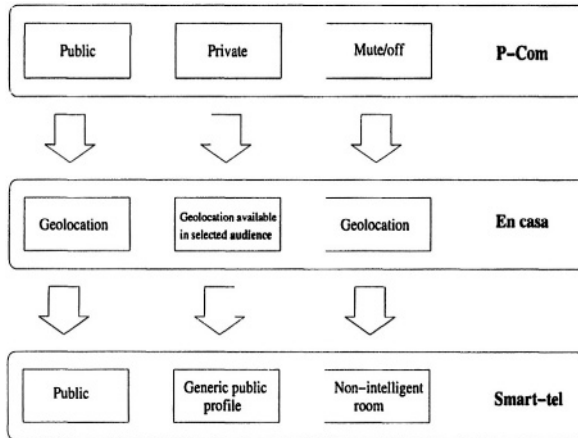 Public
Private
Mute/off
P-Com
Geolocation
Geolocation available
in selected audience
Geolocation
En casa
Public
Generic public
profile
Non-intelligent
room
Smart-tel